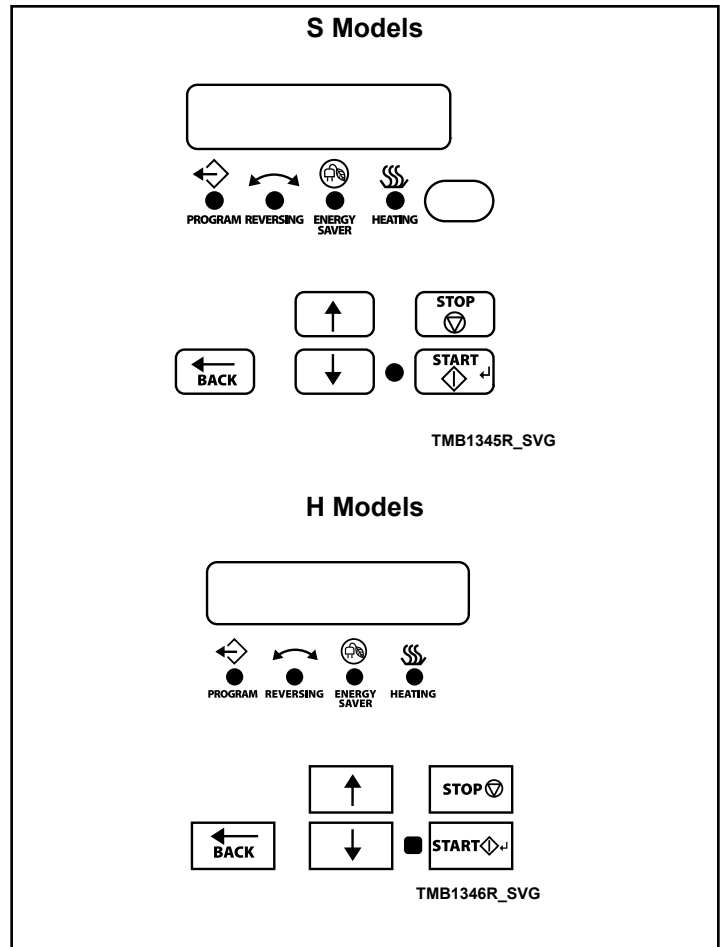 S Models
PROGRAM REVERSING ENERGY SAVER HEATING
STOP
BACK START
TMB1345R_SVG
H Models
PROGRAM REVERSING ENERGY SAVER HEATING
STOP
BACK START
TMB1346R_SVG